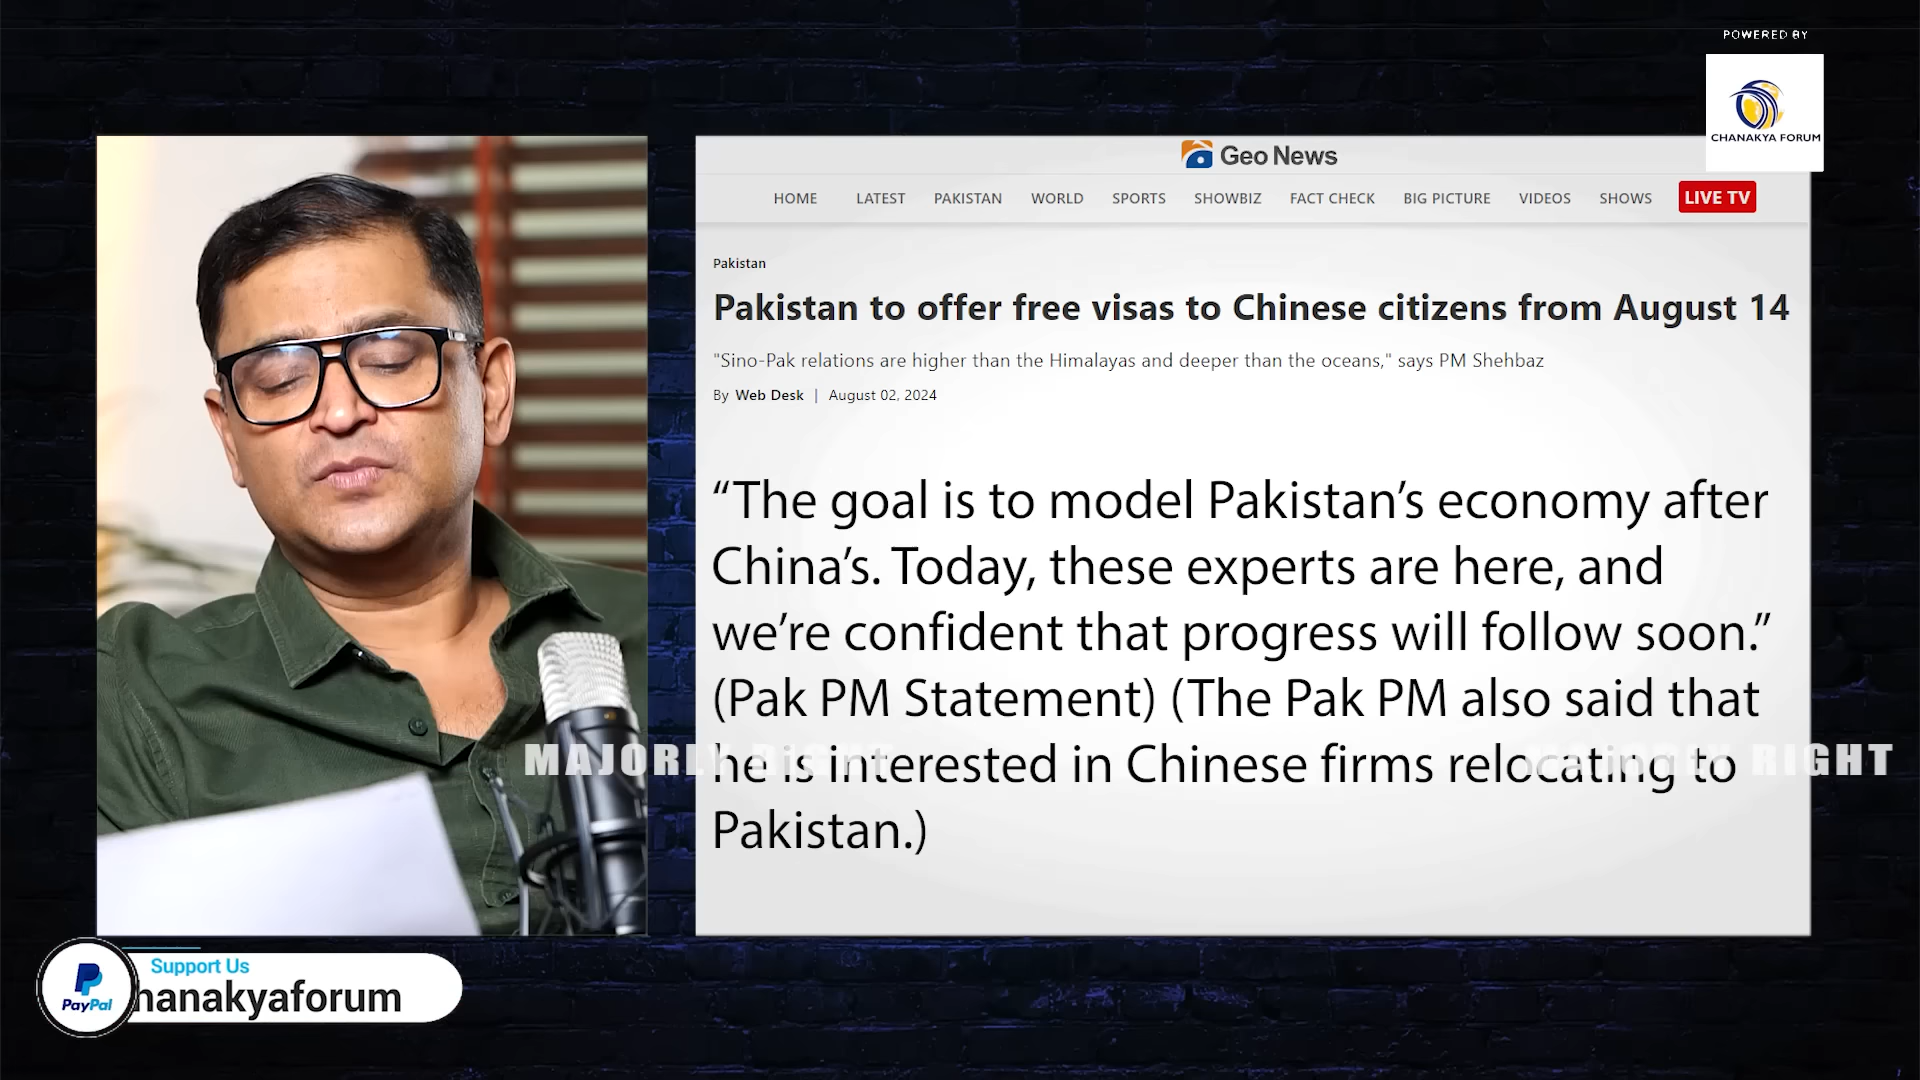 POWERED BY
CHANAKYA FORUM
Geo News
HOME LATEST PAKISTAN WORLD SPORTS SHOWBIZ FACT CHECK BIG PICTURE VIDEOS SHOWS LIVE TV
Pakistan
Pakistan to offer free visas to Chinese citizens from August 14
"Sino-Pak relations are higher than the Himalayas and deeper than the oceans," says PM Shehbaz
By Web Desk | August 02, 2024
“The goal is to model Pakistan’s economy after
China’s. Today, these experts are here, and
we’re confident that progress will follow soon.”
(Pak PM Statement) (The Pak PM also said that
he is interested in Chinese firms relocating to
Pakistan.)
MAJORLY RIGHT
RIGHT
Support Us
hanakyaforum
PayPal